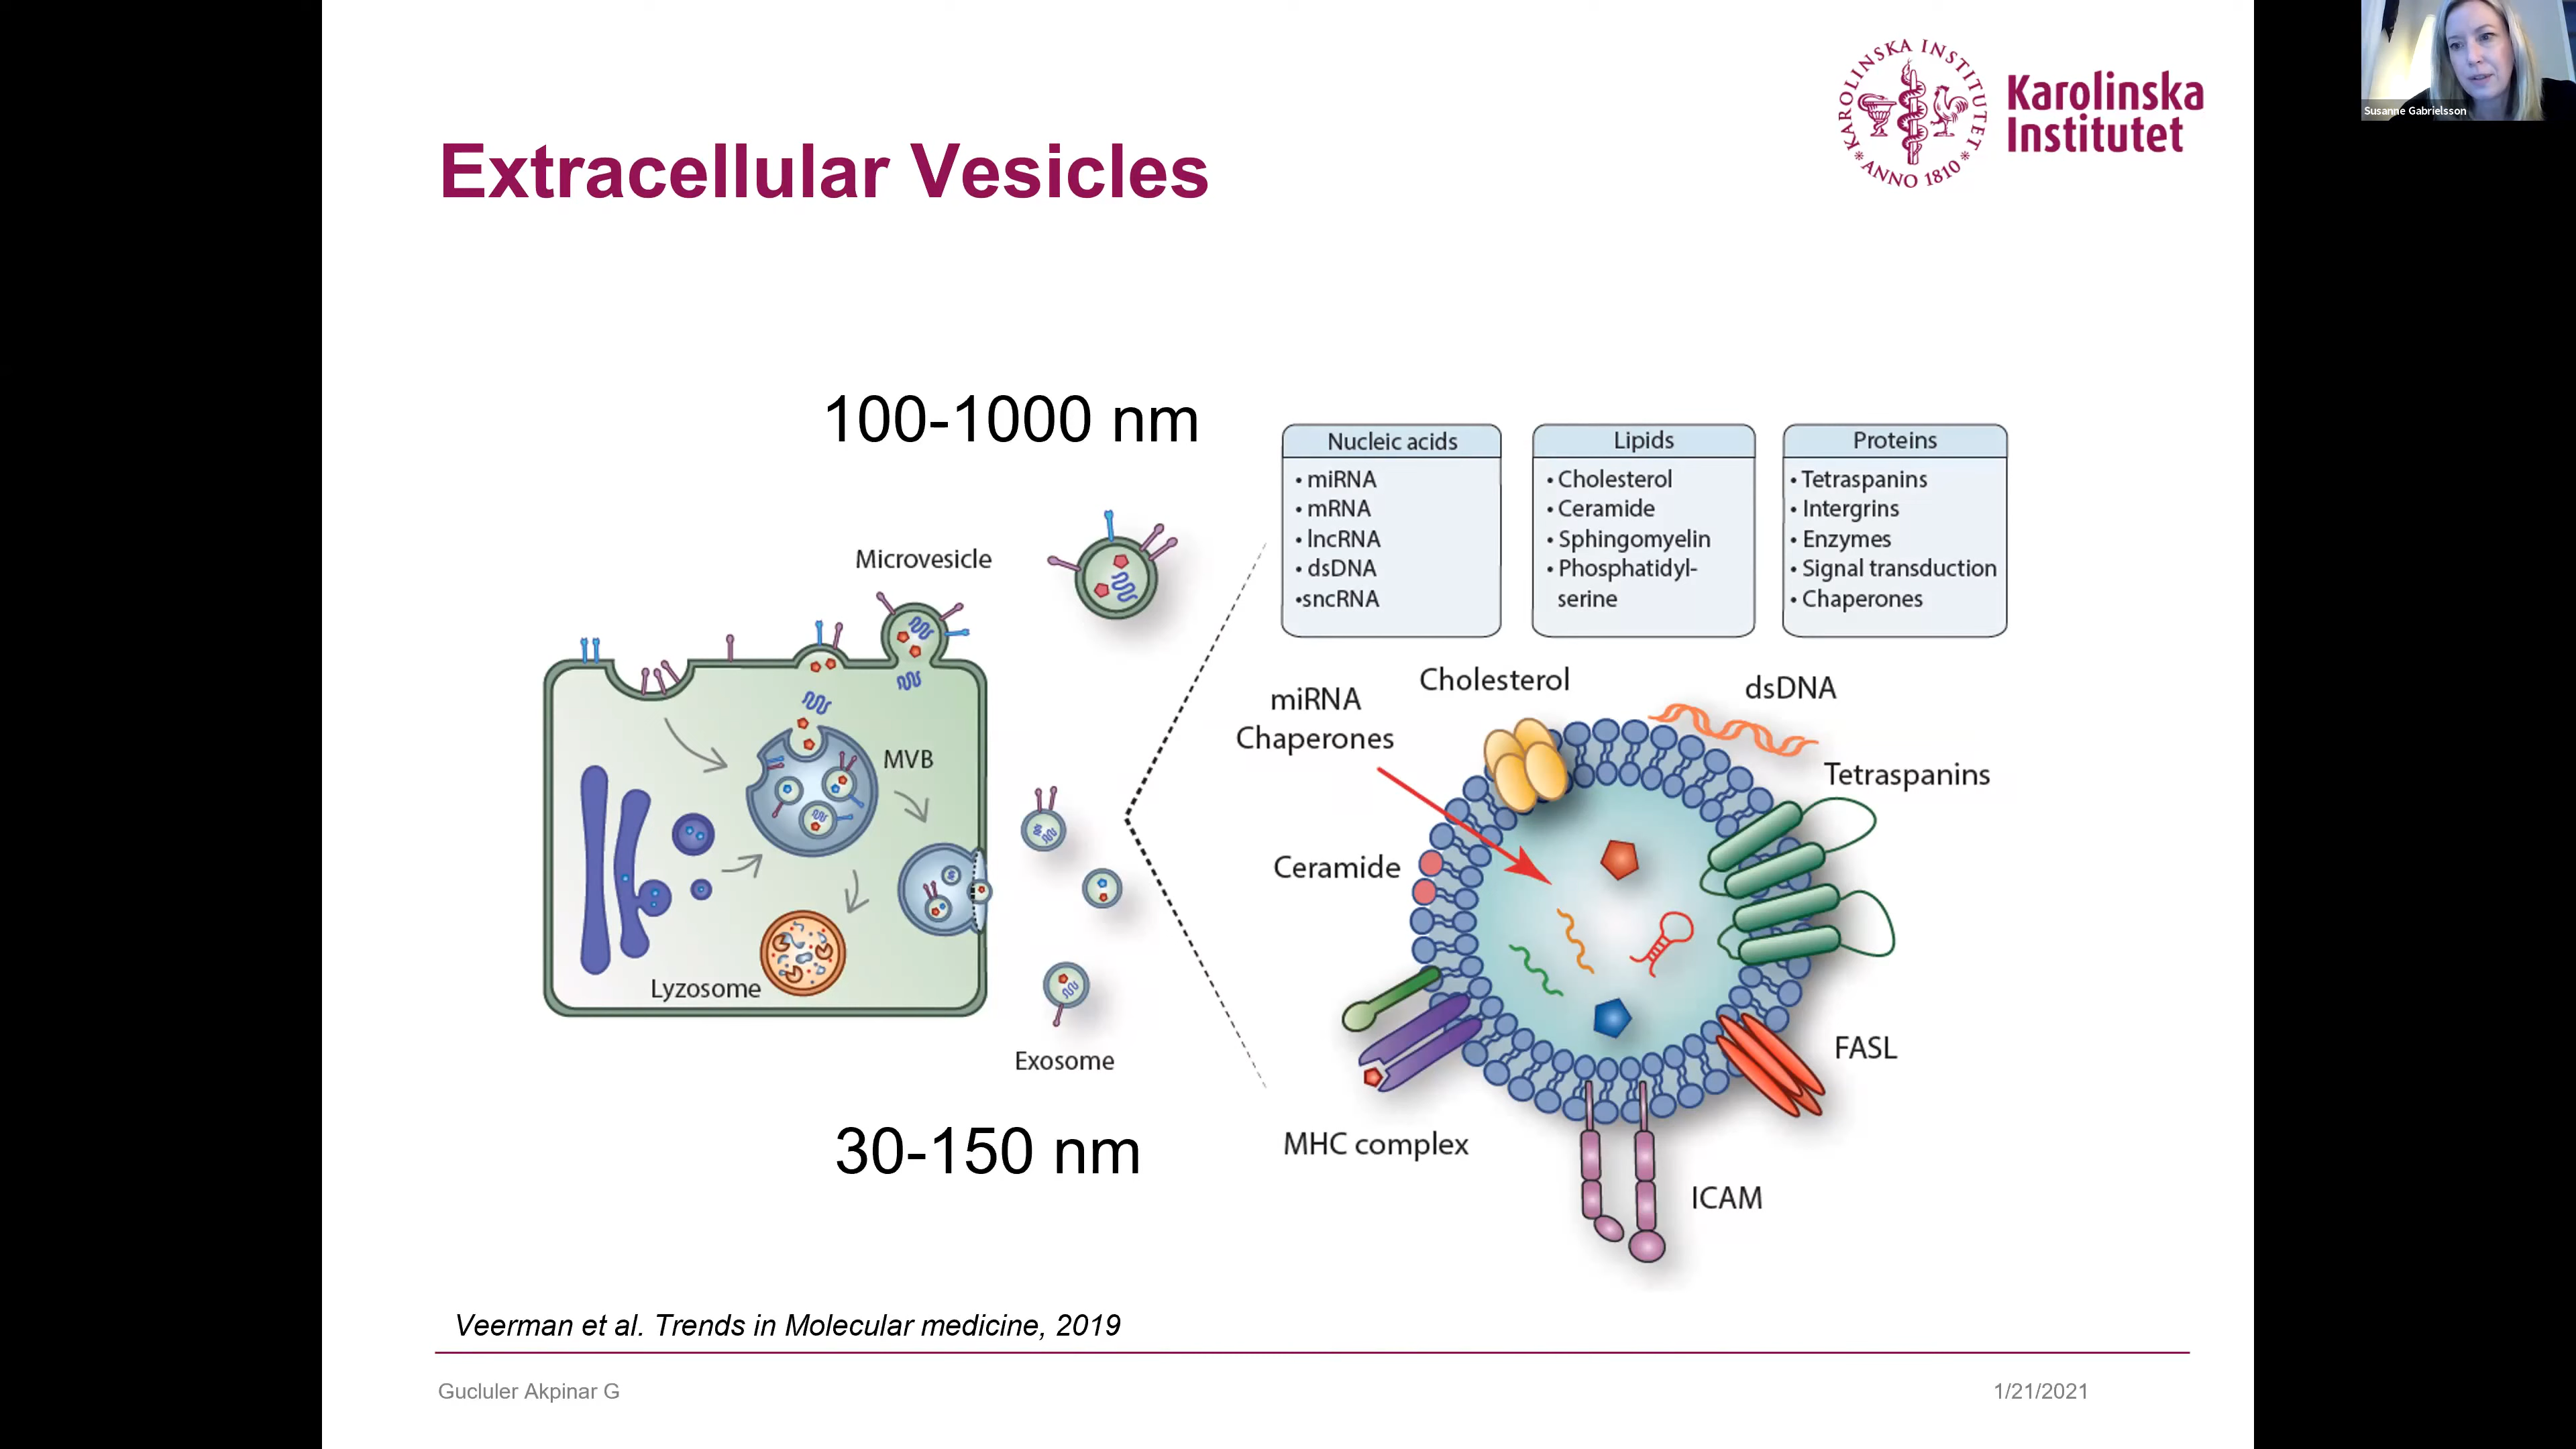 Susanne Gabrielsson
KAROLINSKA INSTITUTET
ANNO 1810
Karolinska
Institutet
Extracellular Vesicles
100-1000 nm
Microvesicle
MVB
Lyzosome
Exosome
30-150 nm
Nucleic acids
• miRNA
• mRNA
• lncRNA
• dsDNA
•sncRNA
Lipids
• Cholesterol
• Ceramide
• Sphingomyelin
• Phosphatidyl-
serine
Proteins
• Tetraspanins
• Intergrins
• Enzymes
• Signal transduction
• Chaperones
miRNA
Chaperones
Cholesterol
dsDNA
Tetraspanins
Ceramide
FASL
MHC complex
ICAM
Veerman et al. Trends in Molecular medicine, 2019
Gucluler Akpinar G
1/21/2021